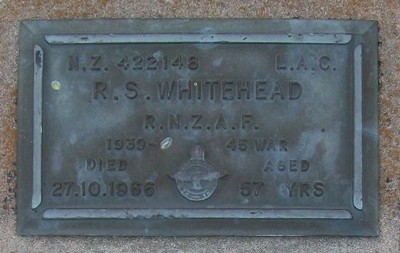 N.Z. 422148 L.A.C.
R. S. WHITEHEAD
R.N.Z.A.F.
1939-45 WAR
DIED AGED
27.10.1966 57 YRS